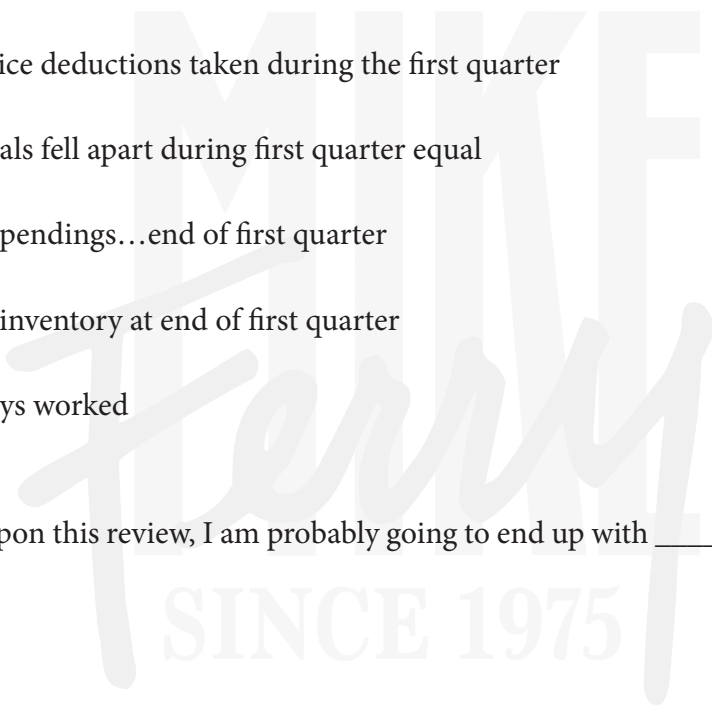 ice deductions taken during the first quarter
als fell apart during first quarter equal
pendings…end of first quarter
inventory at end of first quarter
ys worked
pon this review, I am probably going to end up with ____
MIKE
Ferry
SINCE 1975